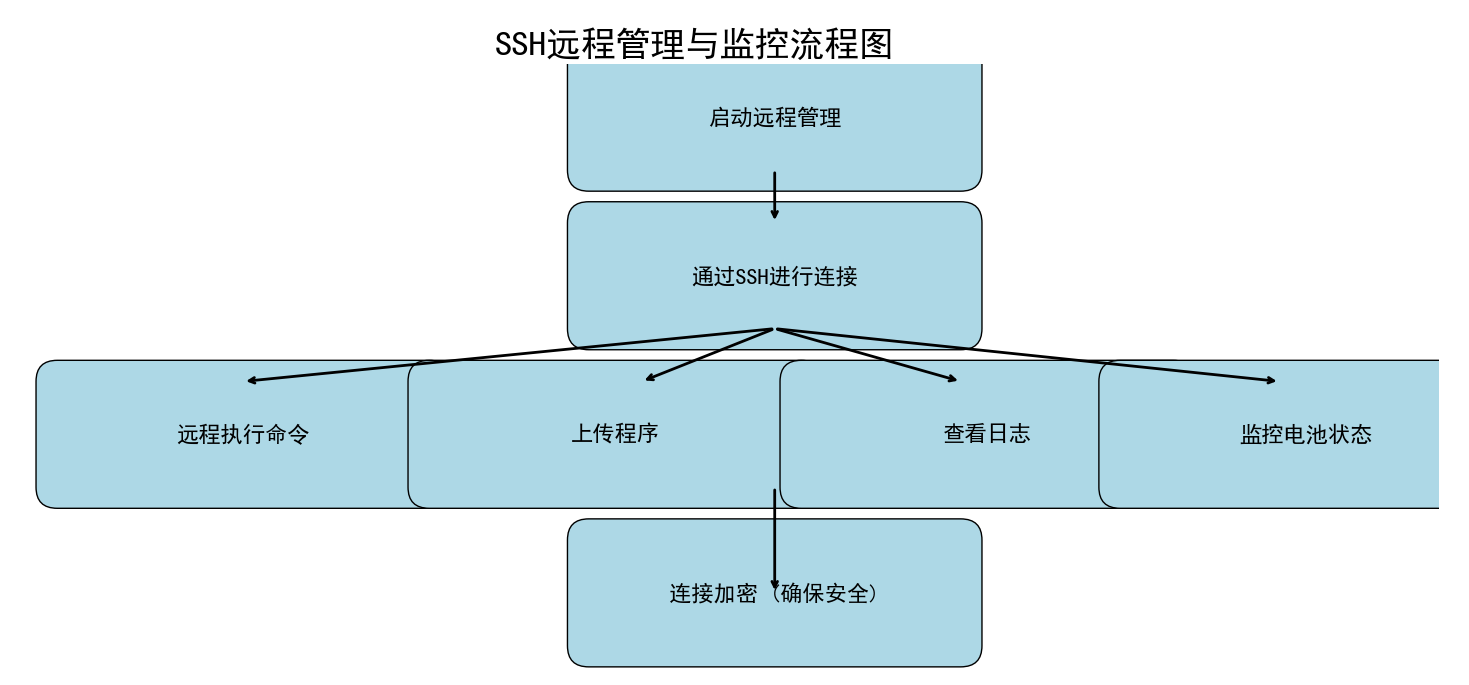 SSH远程管理与监控流程图
启动远程管理
通过SSH进行连接
远程执行命令
上传程序
查看日志
监控电池状态
连接加密（确保安全）